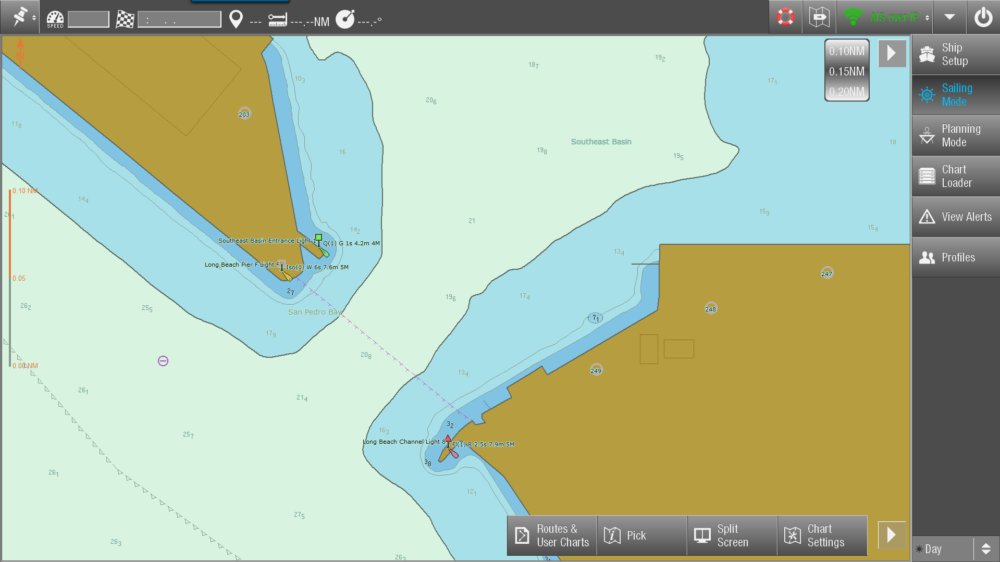 SPEED
: . .
---
---.--NM
---.-°
AIS over IP
N
0.10NM
0.15NM
0.20NM
Ship
Setup
Sailing
Mode
Planning
Mode
Chart
Loader
View Alerts
Profiles
19₂
18₇
10₃
17₁
20₆
203
11₈
Southeast Basin
18
19₈
16
19₅
0.10 NM
14₄
15₉
20₁
21
14₂
15₄
Southeast Basin Entrance Light 1
Q(1) G 1s 4.2m 4M
13₄
Long Beach Pier F Light F
Iso(1) W 6s 7.6m 5M
247
0.05
2₇
19₆
17₄
26₂
25₅
248
San Pedro Bay
7₁
17₉
20₈
0.00 NM
249
13₄
26₁
21₄
3₂
16₃
25₇
Long Beach Channel Light 8
Fl(1) R 2.5s 7.9m 5M
3₈
26₁
12₁
27₅
26₃
26₃
3₁
Routes &
User Charts
Pick
Split
Screen
Chart
Settings
Day